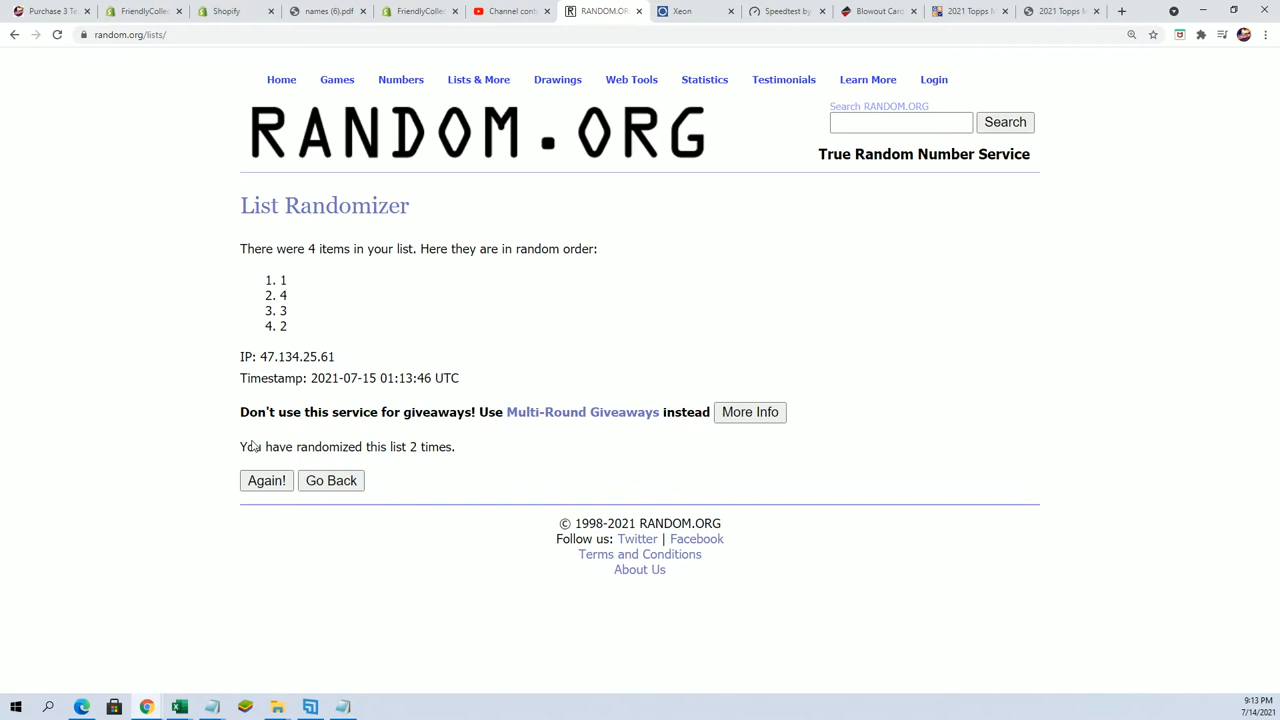 Purchase 3 Te
FriendlyCollec
Shopify
names (6).pdf
FriendlyCollec
Channel cont
RANDOM.OR
Xeon
Speedtest by
Blowout Car
2021 Topps M
2021 Topps M
random.org/lists/
Home Games Numbers Lists & More Drawings Web Tools Statistics Testimonials Learn More Login
RANDOM.ORG
Search RANDOM.ORG
Search
True Random Number Service
List Randomizer
There were 4 items in your list. Here they are in random order:
1. 1
2. 4
3. 3
4. 2
IP: 47.134.25.61
Timestamp: 2021-07-15 01:13:46 UTC
Don't use this service for giveaways! Use Multi-Round Giveaways instead More Info
You have randomized this list 2 times.
Again! Go Back
© 1998-2021 RANDOM.ORG
Follow us: Twitter | Facebook
Terms and Conditions
About Us
9:13 PM
7/14/2021